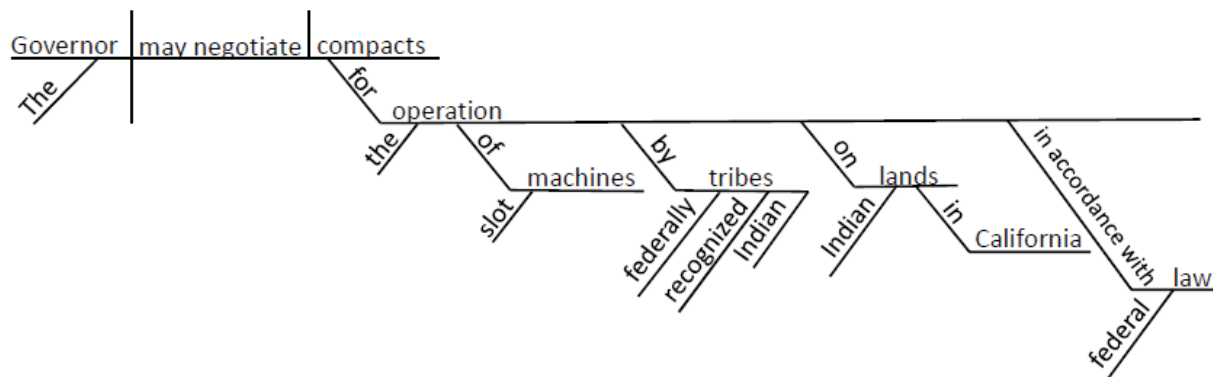 Governor may negotiate compacts
The
for
operation
the
of
by
on
in accordance with
machines
tribes
lands
slot
federally
recognized
Indian
Indian
in
California
law
federal